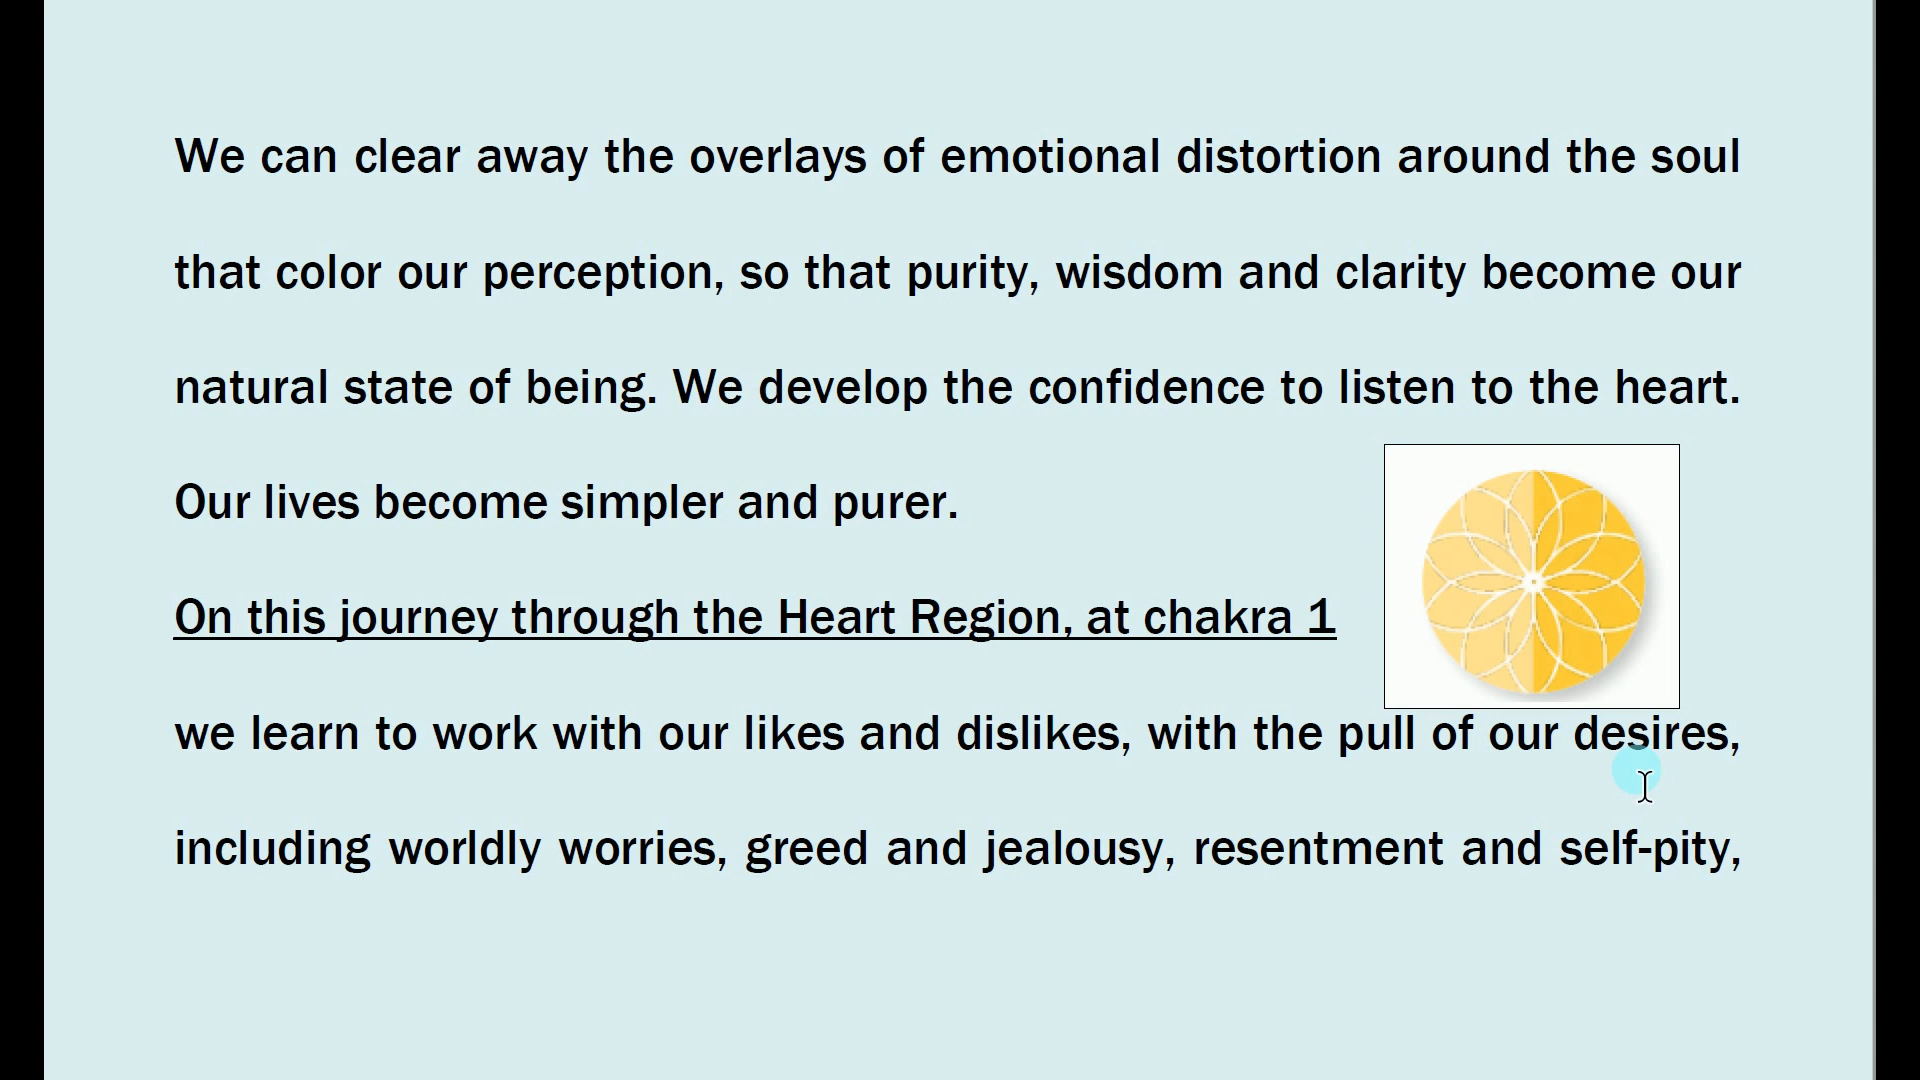 We can clear away the overlays of emotional distortion around the soul
that color our perception, so that purity, wisdom and clarity become our
natural state of being. We develop the confidence to listen to the heart.
Our lives become simpler and purer.
On this journey through the Heart Region, at chakra 1
we learn to work with our likes and dislikes, with the pull of our desires,
including worldly worries, greed and jealousy, resentment and self-pity,